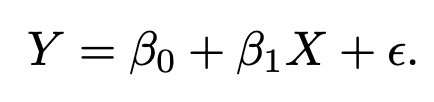 Y = β₀ + β₁X + ϵ.